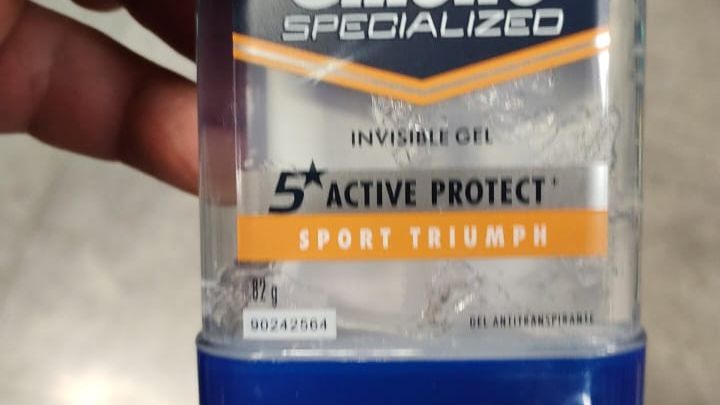 SPECIALIZED
INVISIBLE GEL
5★ ACTIVE PROTECT+
SPORT TRIUMPH
82 g
90242564
GEL ANTITRANSPIRANTE